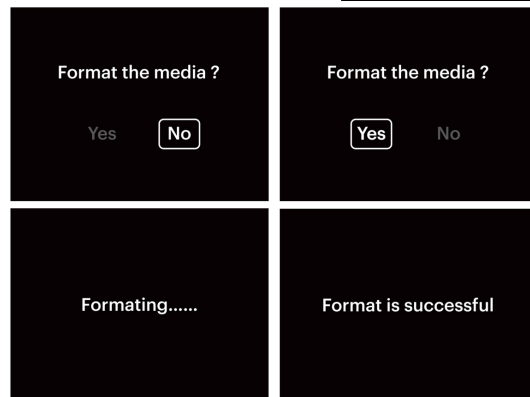 Format the media ?
Yes No
Format the media ?
Yes No
Formating......
Format is successful